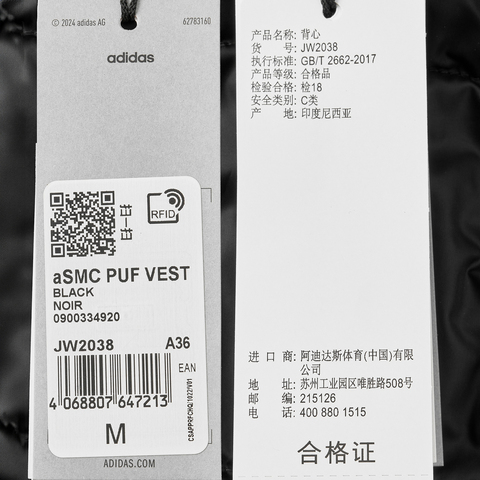 © 2024 adidas AG
62783160
adidas
RFID
aSMC PUF VEST
BLACK
NOIR
0900334920
JW2038
A36
EAN
4 068807 647213
M
ADIDAS.COM
产品名称: 背心
货 号: JW2038
执行标准: GB/T 2662-2017
产品等级: 合格品
检验合格: 检18
安全类别: C类
产 地: 印度尼西亚
进 口 商: 阿迪达斯体育(中国)有限
公司
地 址: 苏州工业园区唯胜路508号
邮 编: 215126
电 话: 400 880 1515
合格证